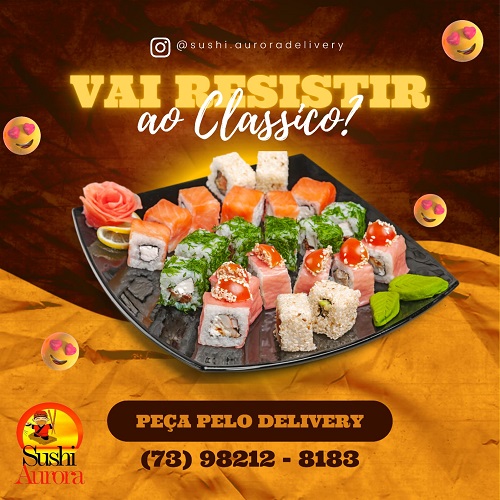 @sushi.auroradelivery
VAI RESISTIR
ao Classico?
PEÇA PELO DELIVERY
(73) 98212 - 8183
Sushi
Aurora